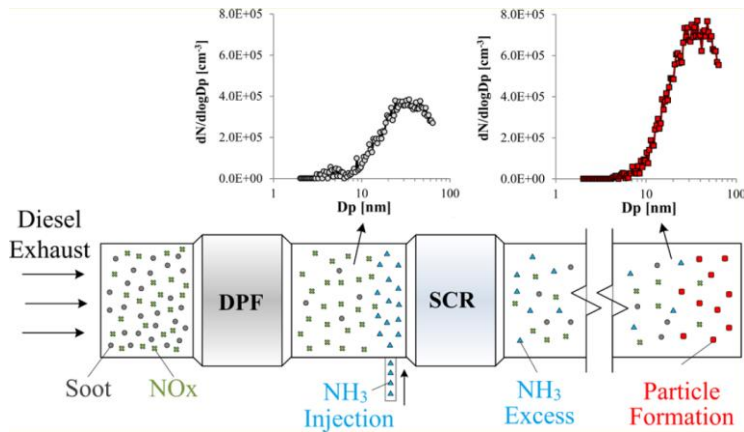 8.0E+05
6.0E+05
4.0E+05
2.0E+05
0.0E+00
dN/dlogDp [cm⁻³]
1
10
100
Dp [nm]
8.0E+05
6.0E+05
4.0E+05
2.0E+05
0.0E+00
dN/dlogDp [cm⁻³]
1
10
100
Dp [nm]
Diesel
Exhaust
DPF
SCR
Soot
NOx
NH₃
Injection
NH₃
Excess
Particle
Formation